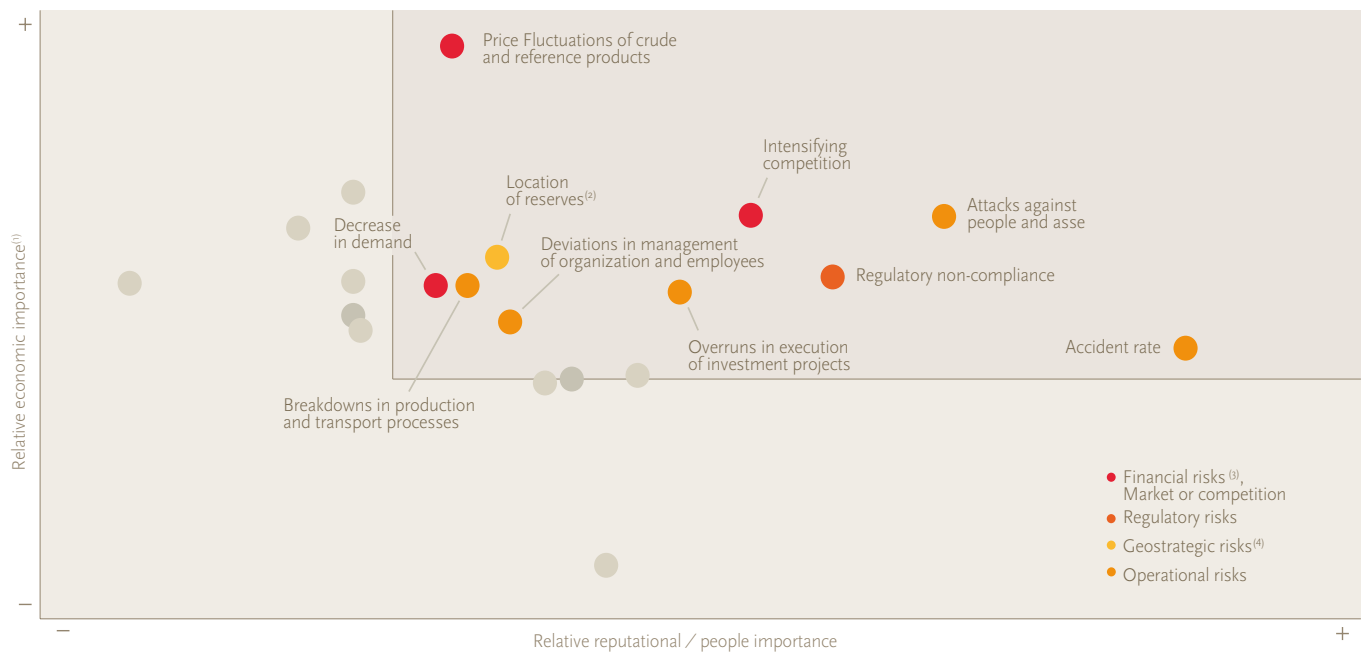 +
Price Fluctuations of crude
and reference products
Intensifying
competition
Location
of reserves(2)
Attacks against
people and asse
Decrease
in demand
Deviations in management
of organization and employees
Regulatory non-compliance
Overruns in execution
of investment projects
Accident rate
Breakdowns in production
and transport processes
Relative economic importance(1)
Financial risks (3),
Market or competition
Regulatory risks
Geostrategic risks(4)
Operational risks
–
–
Relative reputational / people importance
+